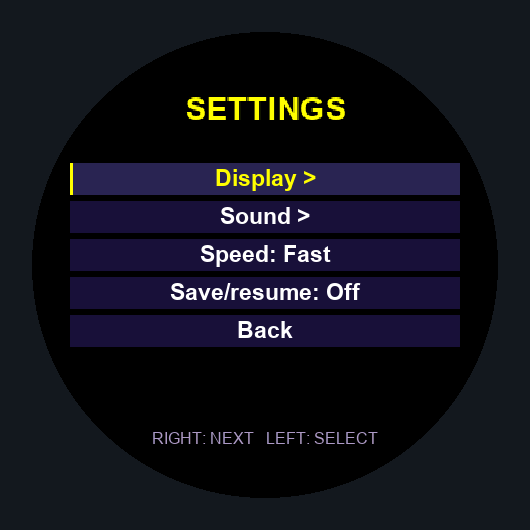 SETTINGS
Display >
Sound >
Speed: Fast
Save/resume: Off
Back
RIGHT: NEXT LEFT: SELECT